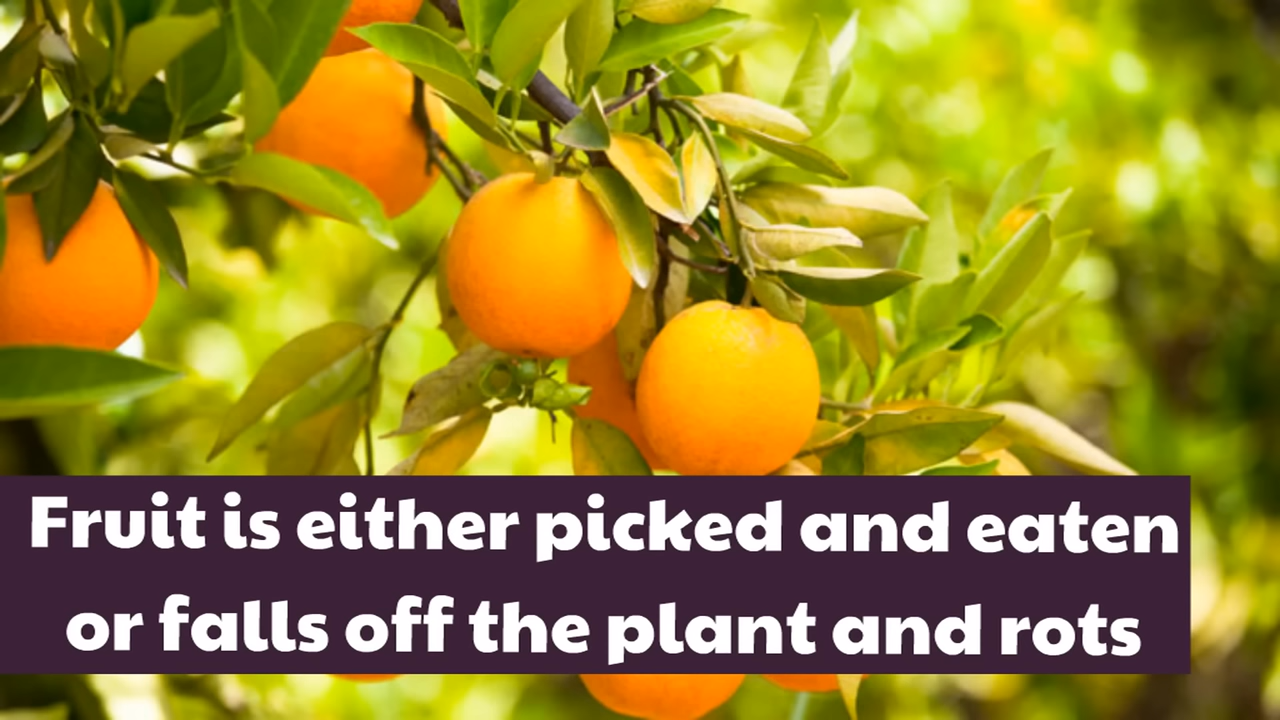 Fruit is either picked and eaten
or falls off the plant and rots